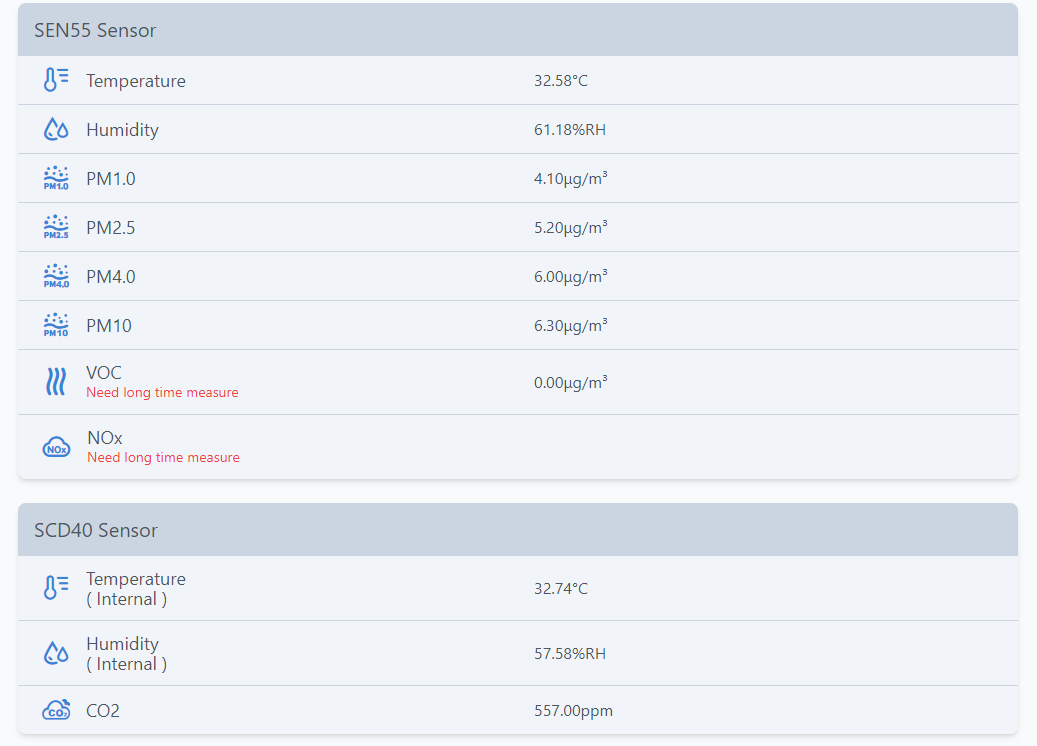 SEN55 Sensor
Temperature 32.58°C
Humidity 61.18%RH
PM1.0 PM1.0 4.10µg/m³
PM2.5 PM2.5 5.20µg/m³
PM4.0 PM4.0 6.00µg/m³
PM10 PM10 6.30µg/m³
VOC 0.00µg/m³
Need long time measure
NOx NOx
Need long time measure
SCD40 Sensor
Temperature 32.74°C
( Internal )
Humidity 57.58%RH
( Internal )
CO₂ CO2 557.00ppm